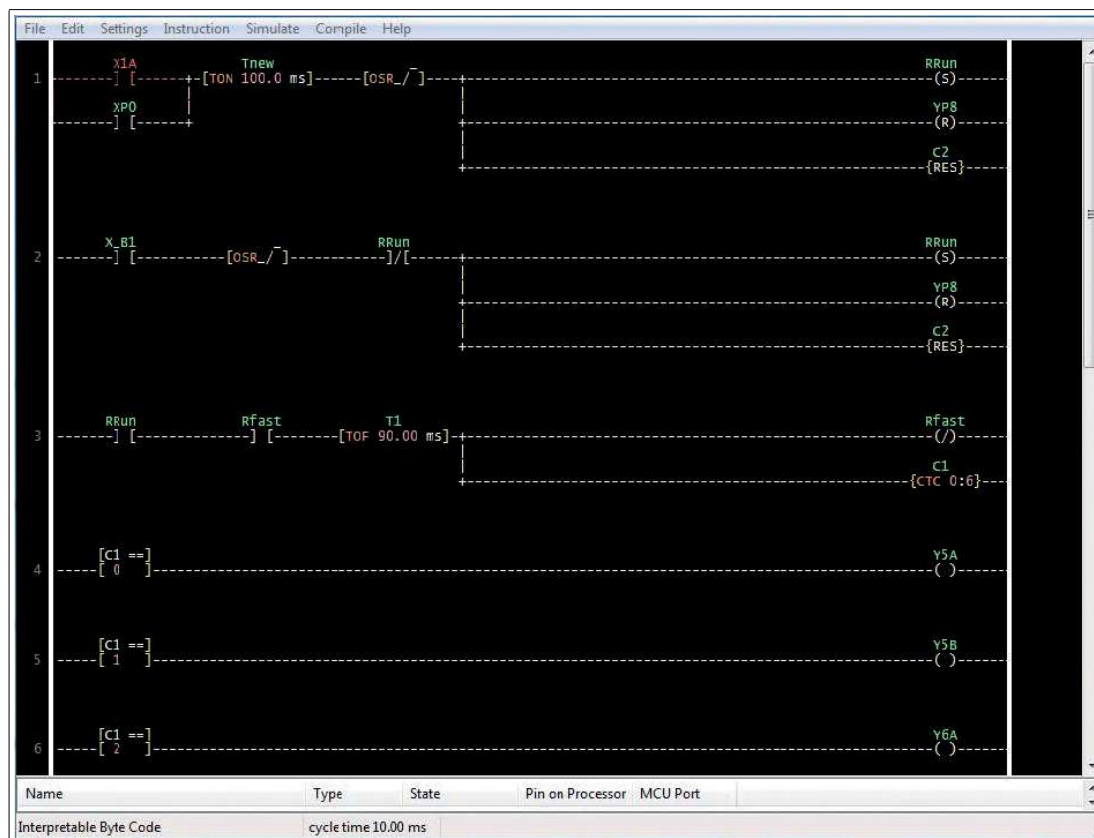 File Edit Settings Instruction Simulate Compile Help
X1A Tnew RRun
1 ------] [------+-[TON 100.0 ms]------[OSR_/‾]------+------(S)------
XP0 YP8
------] [------+ +------(R)------
C2
+------{RES}------
X_B1 RRun RRun
2 ------] [------[OSR_/‾]------]/[------+------(S)------
YP8
+------(R)------
C2
+------{RES}------
RRun Rfast T1 Rfast
3 ------] [------] [------[TOF 90.00 ms]-+------(/)------
C1
+------{CTC 0:6}------
[C1 ==] Y5A
4 -----[ 0 ]------( )------
[C1 ==] Y5B
5 -----[ 1 ]------( )------
[C1 ==] Y6A
6 -----[ 2 ]------( )------
Name Type State Pin on Processor MCU Port
Interpretable Byte Code cycle time 10.00 ms